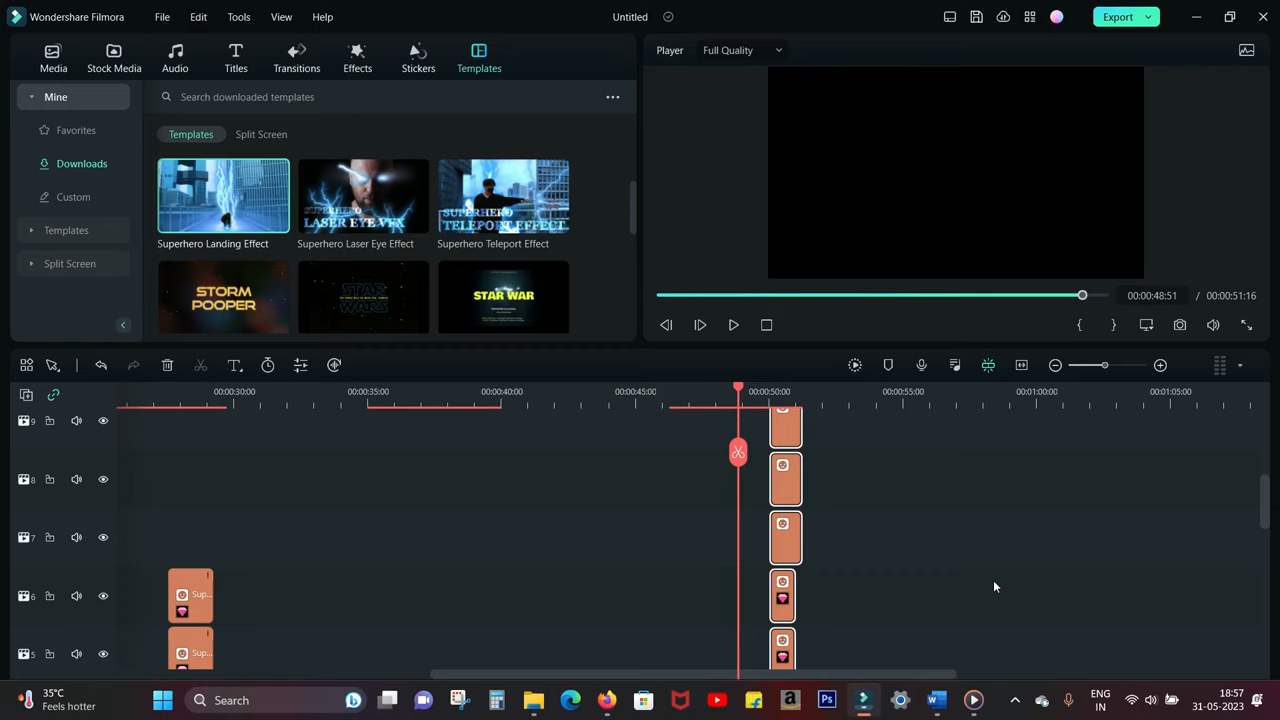 Wondershare Filmora File Edit Tools View Help Untitled Export
Media Stock Media Audio Titles Transitions Effects Stickers Templates
Player Full Quality
Mine
Favorites
Downloads
Custom
Templates
Split Screen
Search downloaded templates
Templates Split Screen
SUPERHERO
LASER EYE VFX
SUPERHERO
TELEPORT EFFECT
Superhero Landing Effect Superhero Laser Eye Effect Superhero Teleport Effect
STORM
POOPER
STAR
WARS
STAR WAR
00:00:48:51 / 00:00:51:16
00:00:30:00 00:00:35:00 00:00:40:00 00:00:45:00 00:00:50:00 00:00:55:00 00:01:00:00 00:01:05:00
9
8
7
6 Sup...
5 Sup...
35°C
Feels hotter
Search
Ps
ENG
IN
18:57
31-05-2023